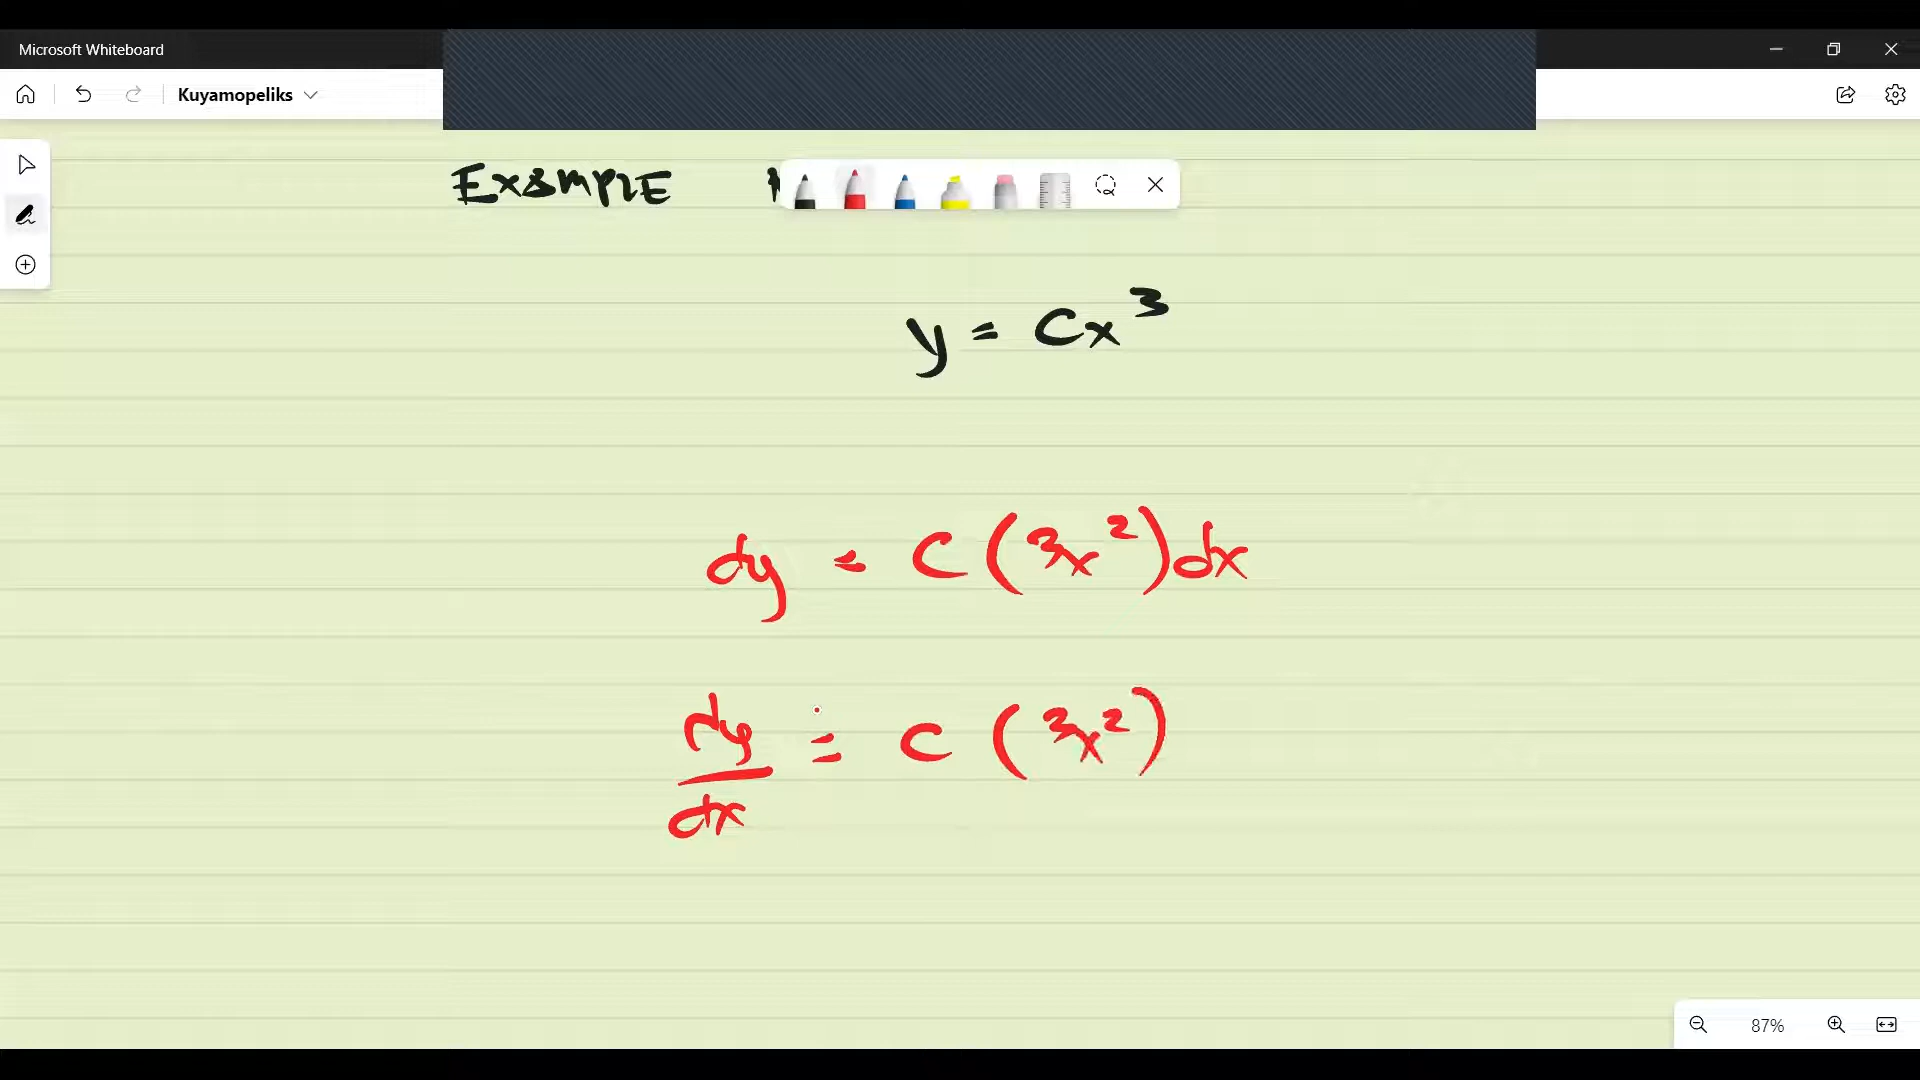 Microsoft Whiteboard
Kuyamopeliks
EXAMPLE
y = Cx³
dy = C (3x²) dx
dy/dx = C (3x²)
87%